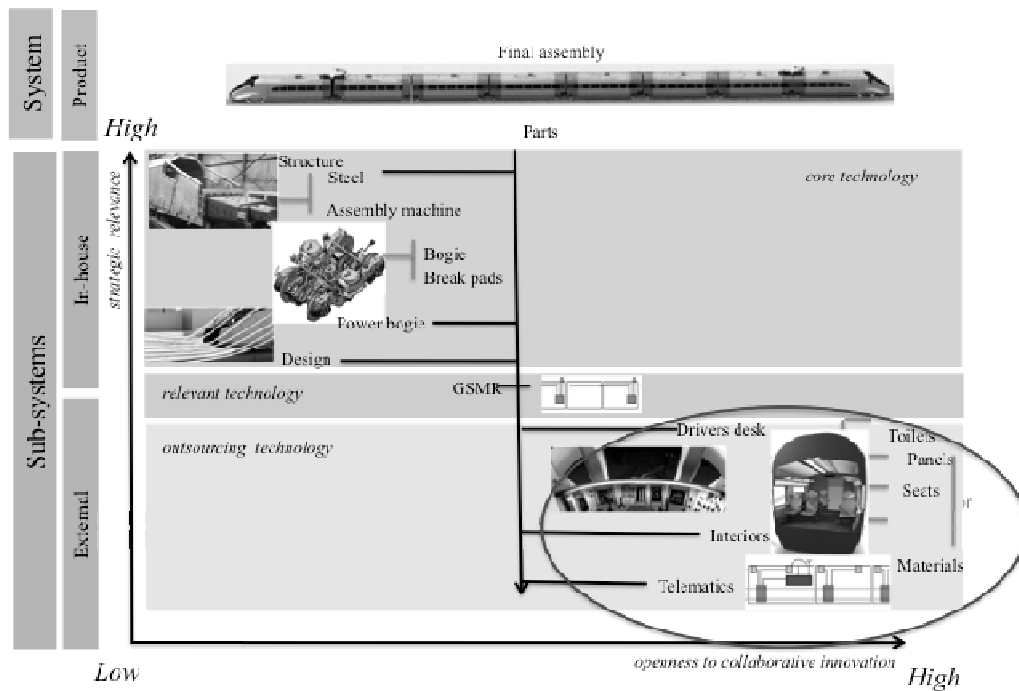 System
Product
Final assembly
High
Parts
Sub-systems
In-house
strategic relevance
Structure
Steel
core technology
Assembly machine
Bogie
Break pads
Power bogie
Design
GSMR
relevant technology
External
outsourcing technology
Drivers desk
Toilets
Panels
Seats
or
Interiors
Materials
Telematics
Low
openness to collaborative innovation
High